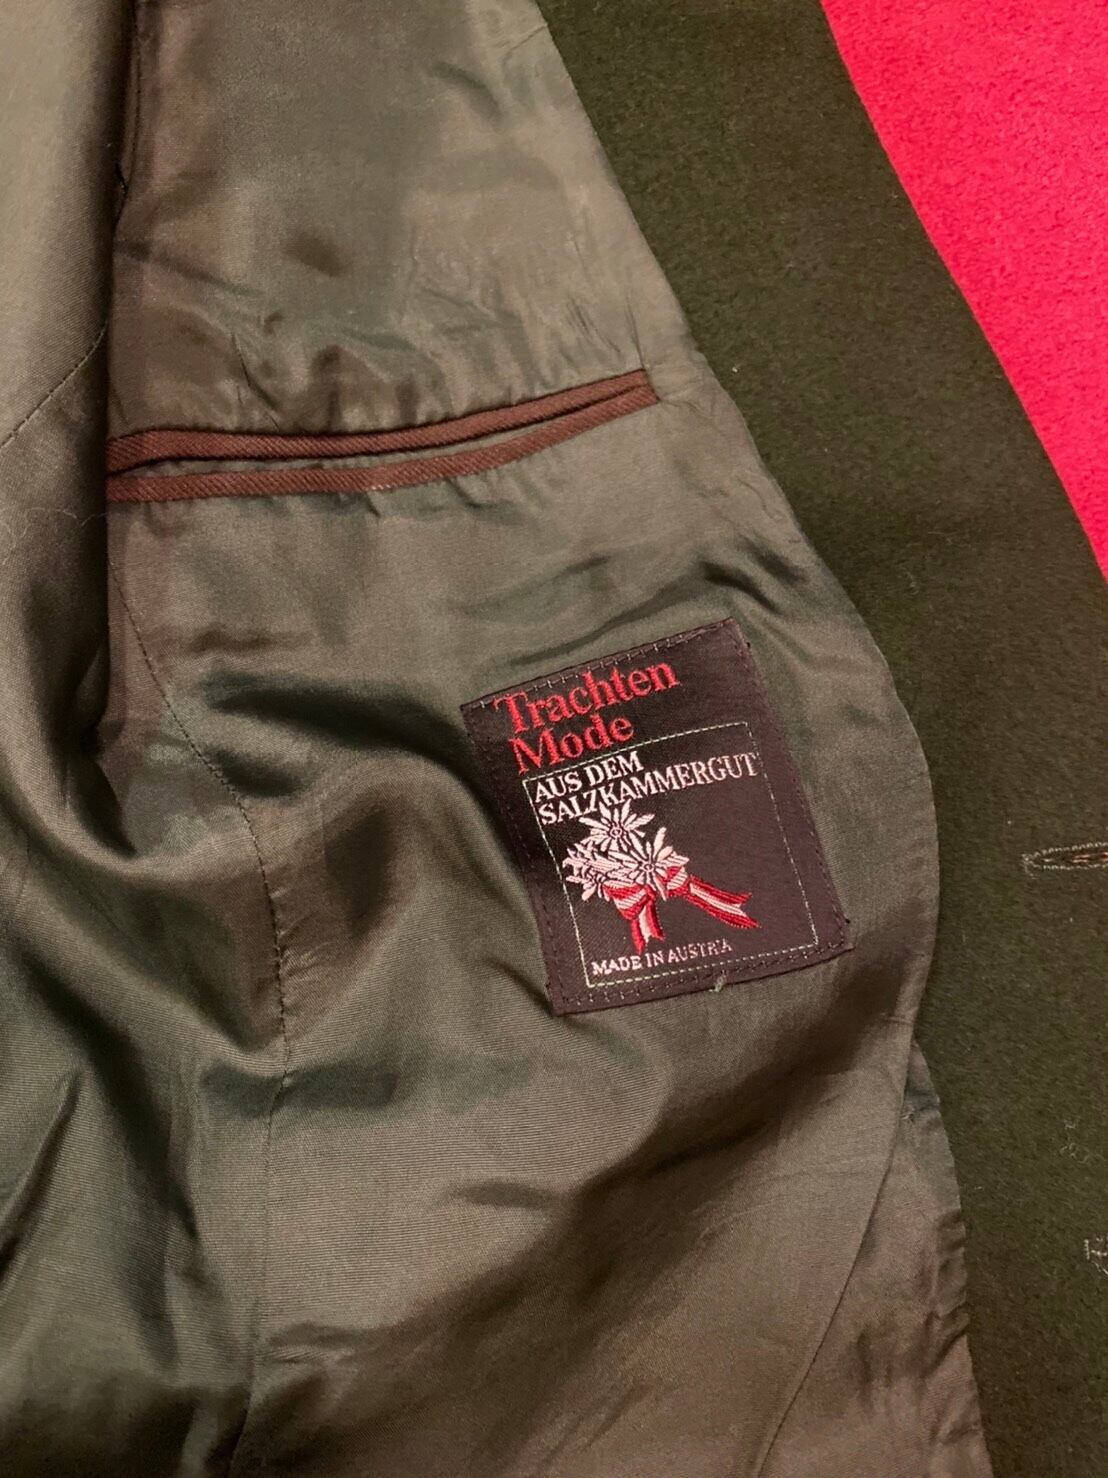 Trachten
Mode
AUS DEM
SALZKAMMERGUT
MADE IN AUSTRIA